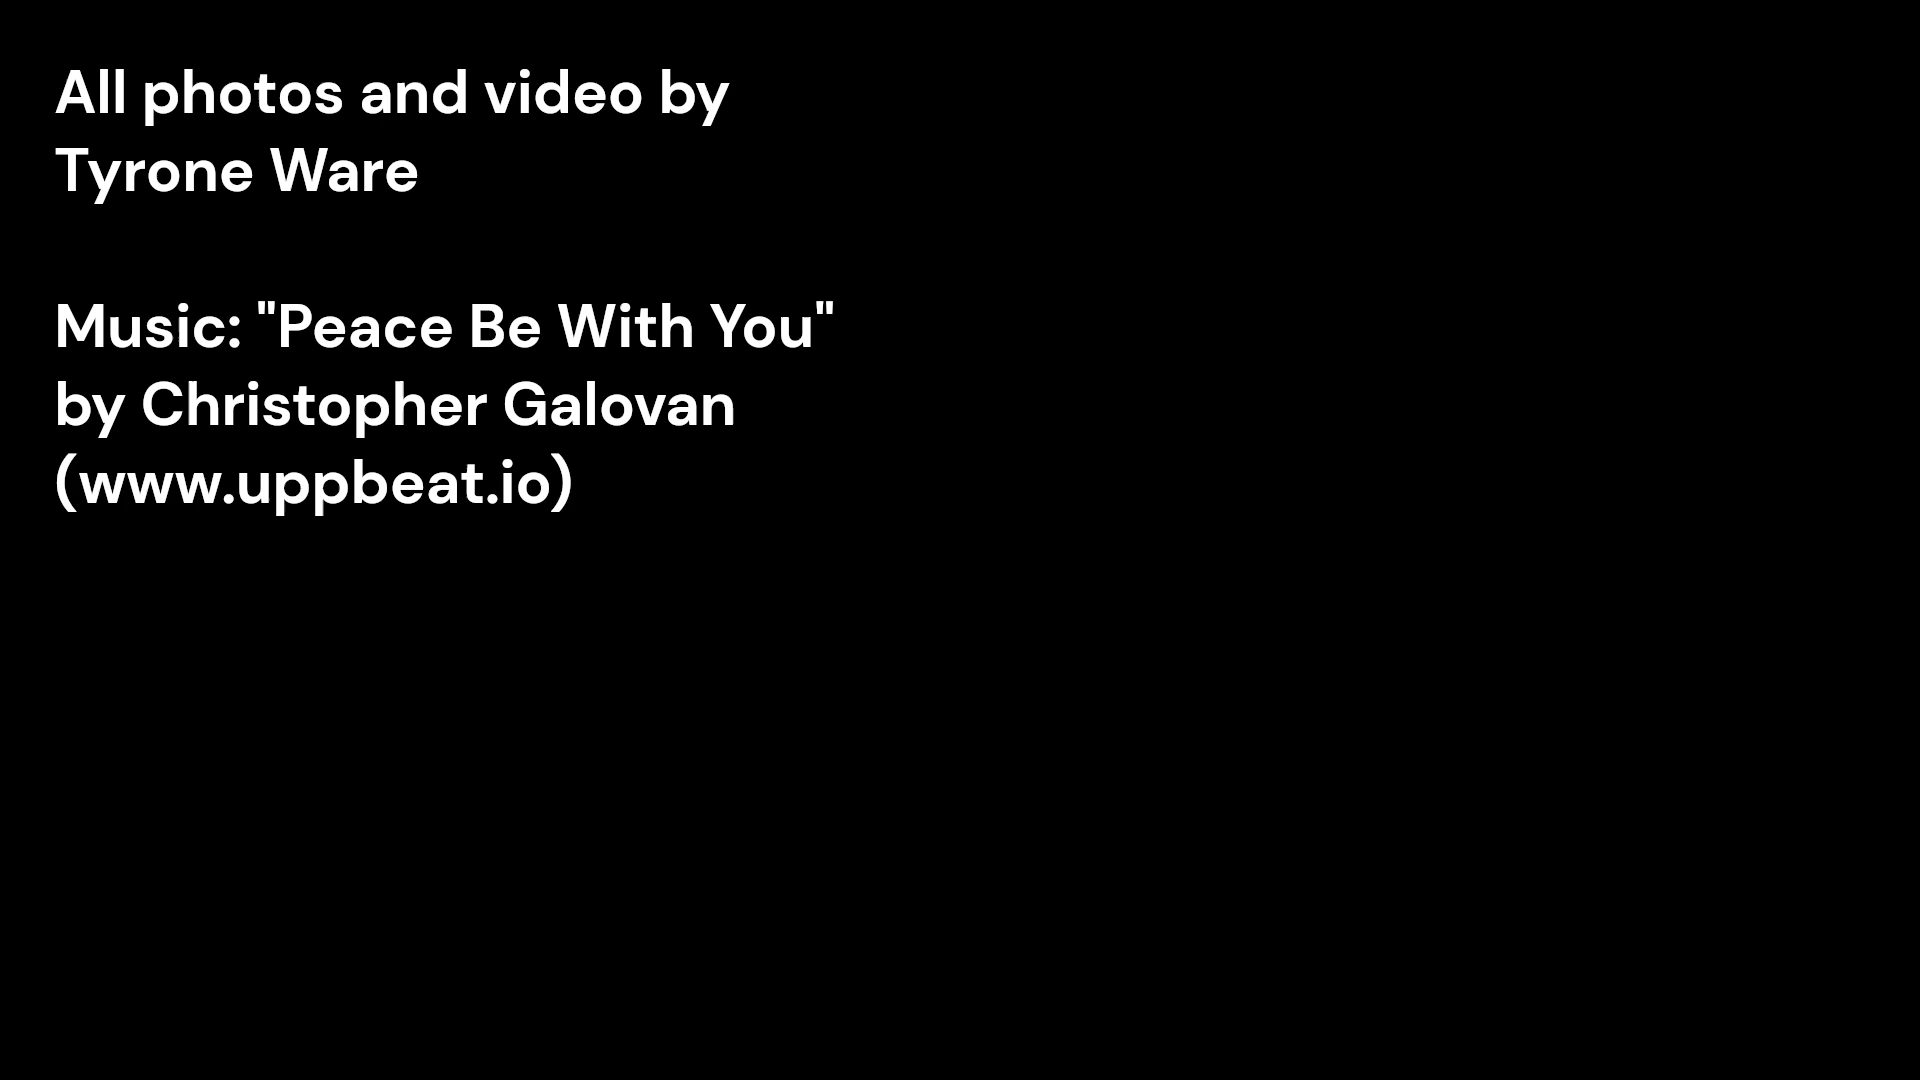 All photos and video by
Tyrone Ware
Music: "Peace Be With You"
by Christopher Galovan
(www.uppbeat.io)